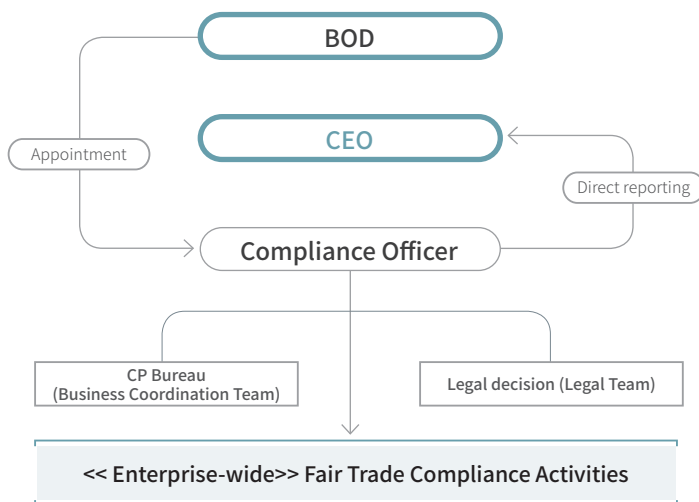 BOD
CEO
Appointment
Direct reporting
Compliance Officer
CP Bureau
(Business Coordination Team)
Legal decision (Legal Team)
<< Enterprise-wide>> Fair Trade Compliance Activities